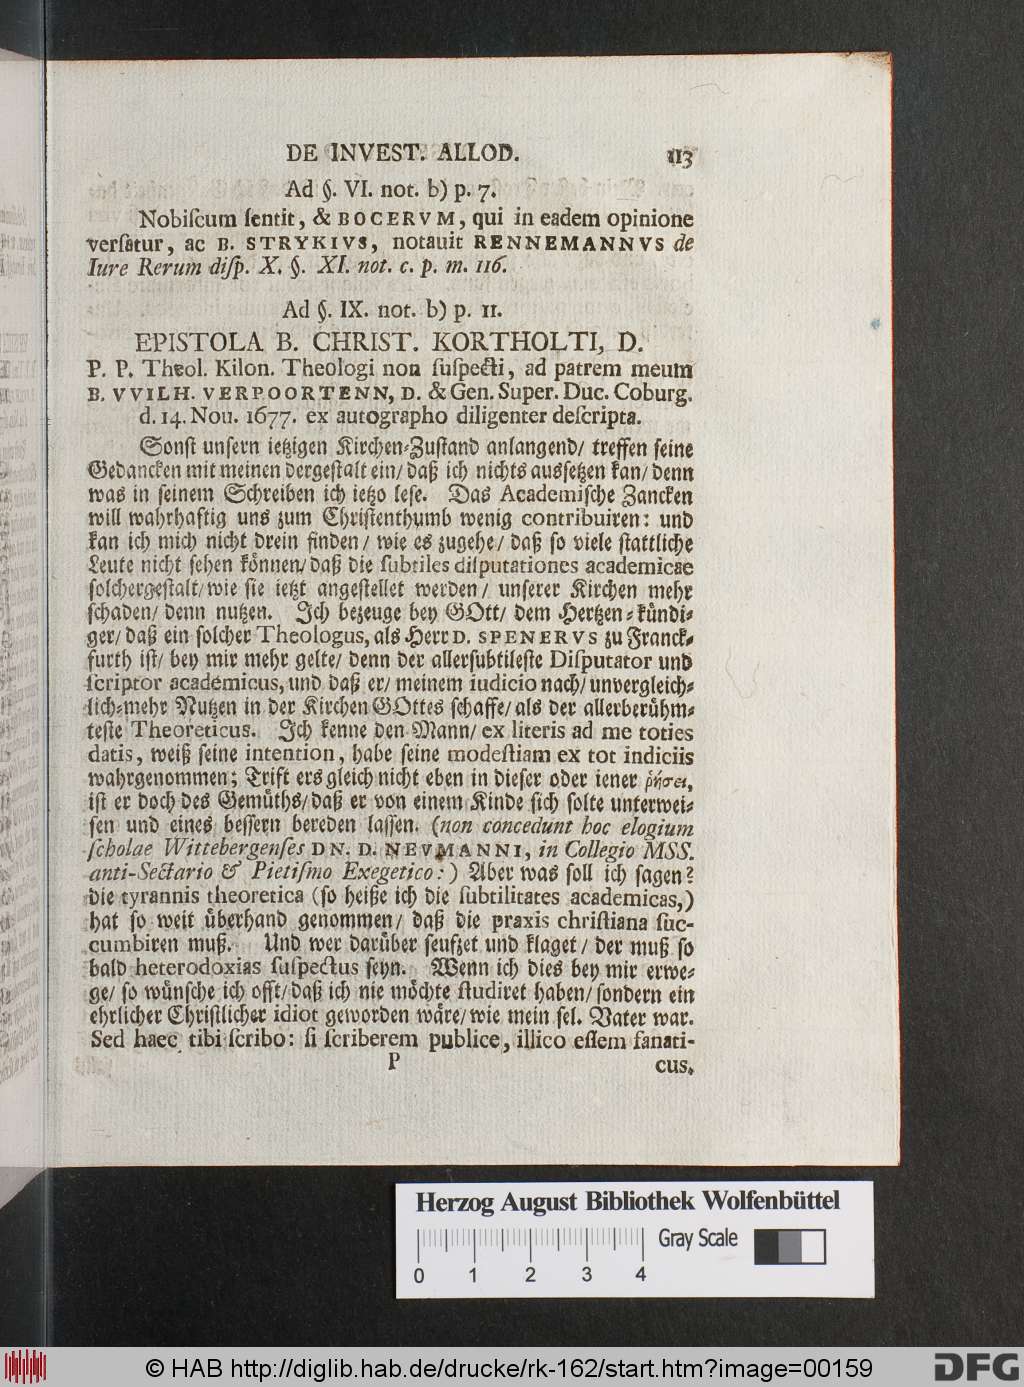 DE INVEST. ALLOD. 113
Ad §. VI. not. b) p. 7.
Nobiſcum ſentit, & BOCERVM, qui in eadem opinione
verſatur, ac B. STRYKIVS, notauit RENNEMANNVS de
Iure Rerum diſp. X. §. XI. not. c. p. m. 116.
Ad §. IX. not. b) p. 11.
EPISTOLA B. CHRIST. KORTHOLTI, D.
P. P. Theol. Kilon. Theologi non ſuſpecti, ad patrem meum
B. VVILH. VERPOORTENN, D. & Gen. Super. Duc. Coburg.
d. 14. Nou. 1677. ex autographo diligenter deſcripta.
Sonſt unſern ietzigen Kirchen-Zuſtand anlangend/ treffen ſeine
Gedancken mit meinen dergeſtalt ein/ daß ich nichts ausſetzen kan/ denn
was in ſeinem Schreiben ich ietzo leſe. Das Academiſche Zancken
will wahrhaftig uns zum Chriſtenthumb wenig contribuiren: und
kan ich mich nicht drein finden/ wie es zugehe/ daß ſo viele ſtattliche
Leute nicht ſehen können/ daß die ſubtiles diſputationes academicae
ſolchergeſtalt/ wie ſie ietzt angeſtellet werden/ unſerer Kirchen mehr
ſchaden/ denn nutzen. Ich bezeuge bey GOtt/ dem Hertzen-kündi-
ger/ daß ein ſolcher Theologus, als Herr D. SPENERVS zu Franck-
furth iſt/ bey mir mehr gelte/ denn der allerſubtileſte Diſputator und
ſcriptor academicus, und daß er/ meinem iudicio nach/ unvergleich-
lich-mehr Nutzen in der Kirchen GOttes ſchaffe/ als der allerberühm-
teſte Theoreticus. Ich kenne den Mann/ ex literis ad me toties
datis, weiß ſeine intention, habe ſeine modeſtiam ex tot indiciis
wahrgenommen; Trift ers gleich nicht eben in dieſer oder iener ῥήσει,
iſt er doch des Gemüths/ daß er von einem Kinde ſich ſolte unterwei-
ſen und eines beſſern bereden laſſen. (non concedunt hoc elogium
ſcholae Wittebergenſes DN. D. NEVMANNI, in Collegio MSS.
anti-Sectario & Pietiſmo Exegetico:) Aber was ſoll ich ſagen?
die tyrannis theoretica (ſo heiße ich die ſubtilitates academicas,)
hat ſo weit überhand genommen/ daß die praxis chriſtiana ſuc-
cumbiren muß. Und wer darüber ſeufzet und klaget/ der muß ſo
bald heterodoxias ſuſpectus ſeyn. Wenn ich dies bey mir erwe-
ge/ ſo wünſche ich offt/ daß ich nie möchte ſtudiret haben/ ſondern ein
ehrlicher Chriſtlicher idiot geworden wäre/ wie mein ſel. Vater war.
Sed haec tibi ſcribo: ſi ſcriberem publice, illico eſſem fanati-
P cus.
Herzog August Bibliothek Wolfenbüttel
Gray Scale
0 1 2 3 4
© HAB http://diglib.hab.de/drucke/rk-162/start.htm?image=00159
DFG